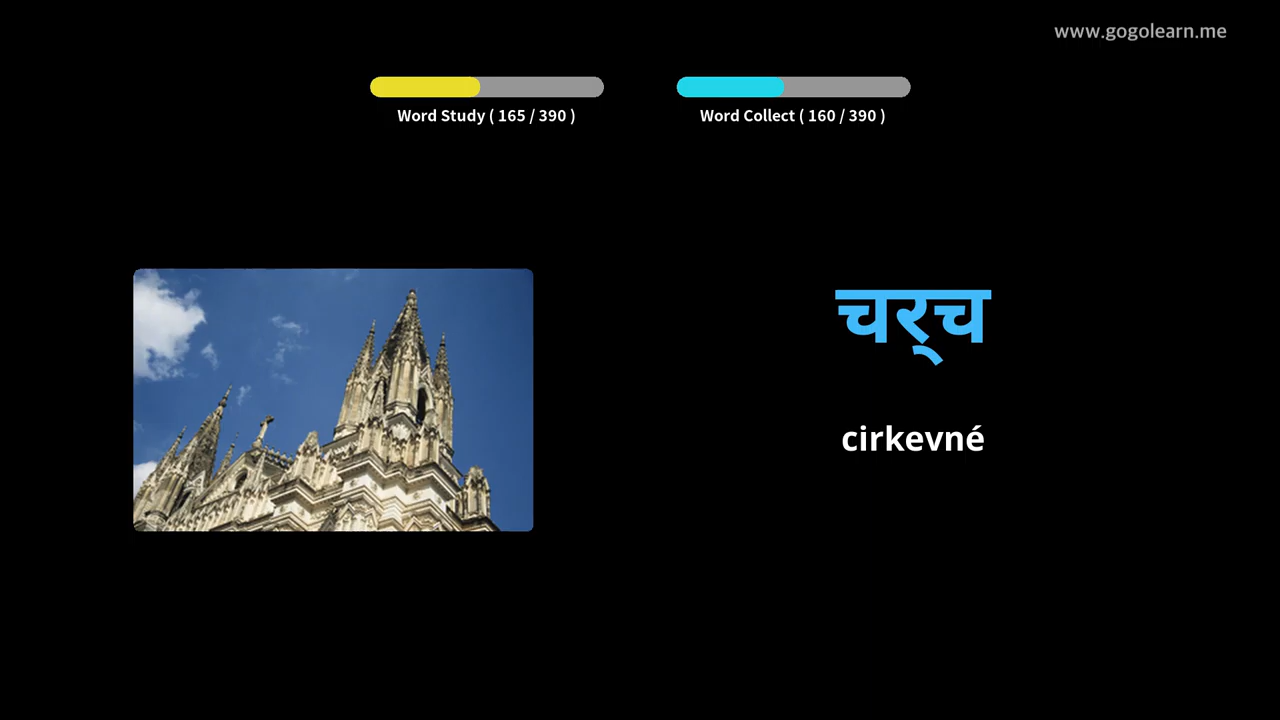 www.gogolearn.me
Word Study ( 165 / 390 )
Word Collect ( 160 / 390 )
चर्‌च
cirkevné